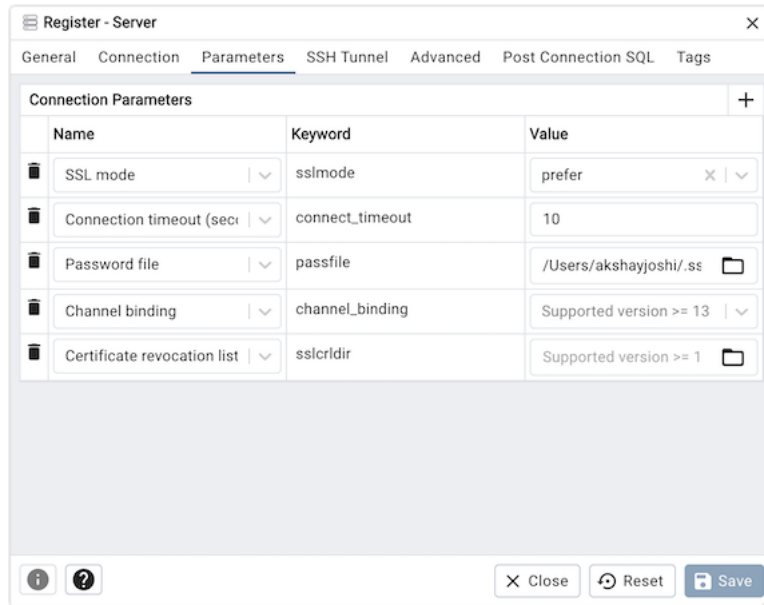 Register - Server
General Connection Parameters SSH Tunnel Advanced Post Connection SQL Tags
Connection Parameters
Name Keyword Value
SSL mode sslmode prefer
Connection timeout (seco connect_timeout 10
Password file passfile /Users/akshayjoshi/.ss
Channel binding channel_binding Supported version >= 13
Certificate revocation list sslcrldir Supported version >= 1
Close Reset Save